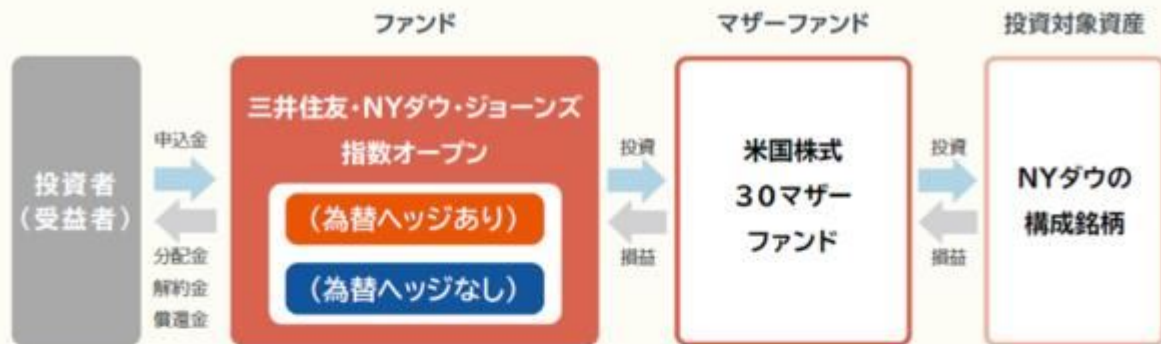 ファンド
マザーファンド
投資対象資産
投資者
(受益者)
申込金
分配金
解約金
償還金
三井住友・NYダウ・ジョーンズ
指数オープン
(為替ヘッジあり)
(為替ヘッジなし)
投資
損益
米国株式
30マザー
ファンド
投資
損益
NYダウの
構成銘柄